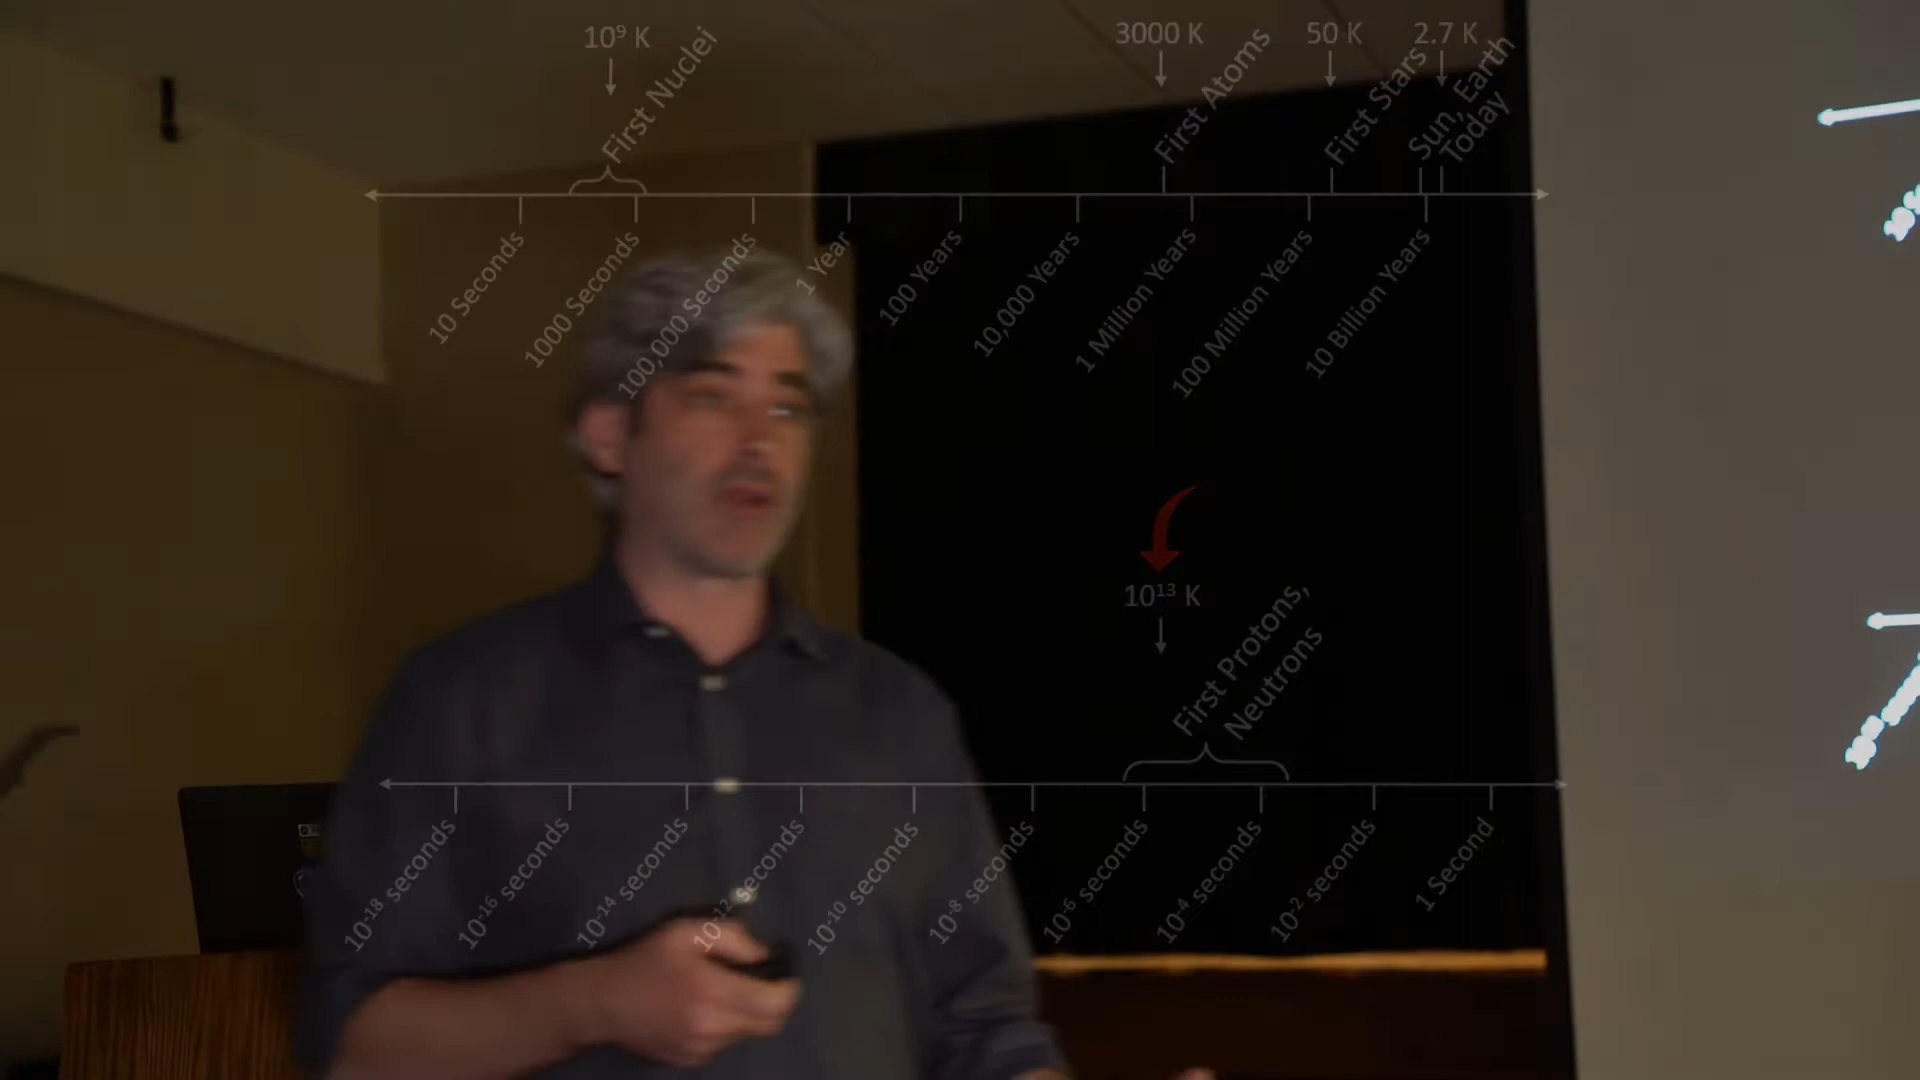 10⁹ K
3000 K
50 K
2.7 K
First Nuclei
First Atoms
First Stars
Sun, Earth
Today
10 Seconds
1000 Seconds
100,000 Seconds
1 Year
100 Years
10,000 Years
1 Million Years
100 Million Years
10 Billion Years
10¹³ K
First Protons,
Neutrons
10⁻¹⁸ seconds
10⁻¹⁶ seconds
10⁻¹⁴ seconds
10⁻¹² seconds
10⁻¹⁰ seconds
10⁻⁸ seconds
10⁻⁶ seconds
10⁻⁴ seconds
10⁻² seconds
1 Second